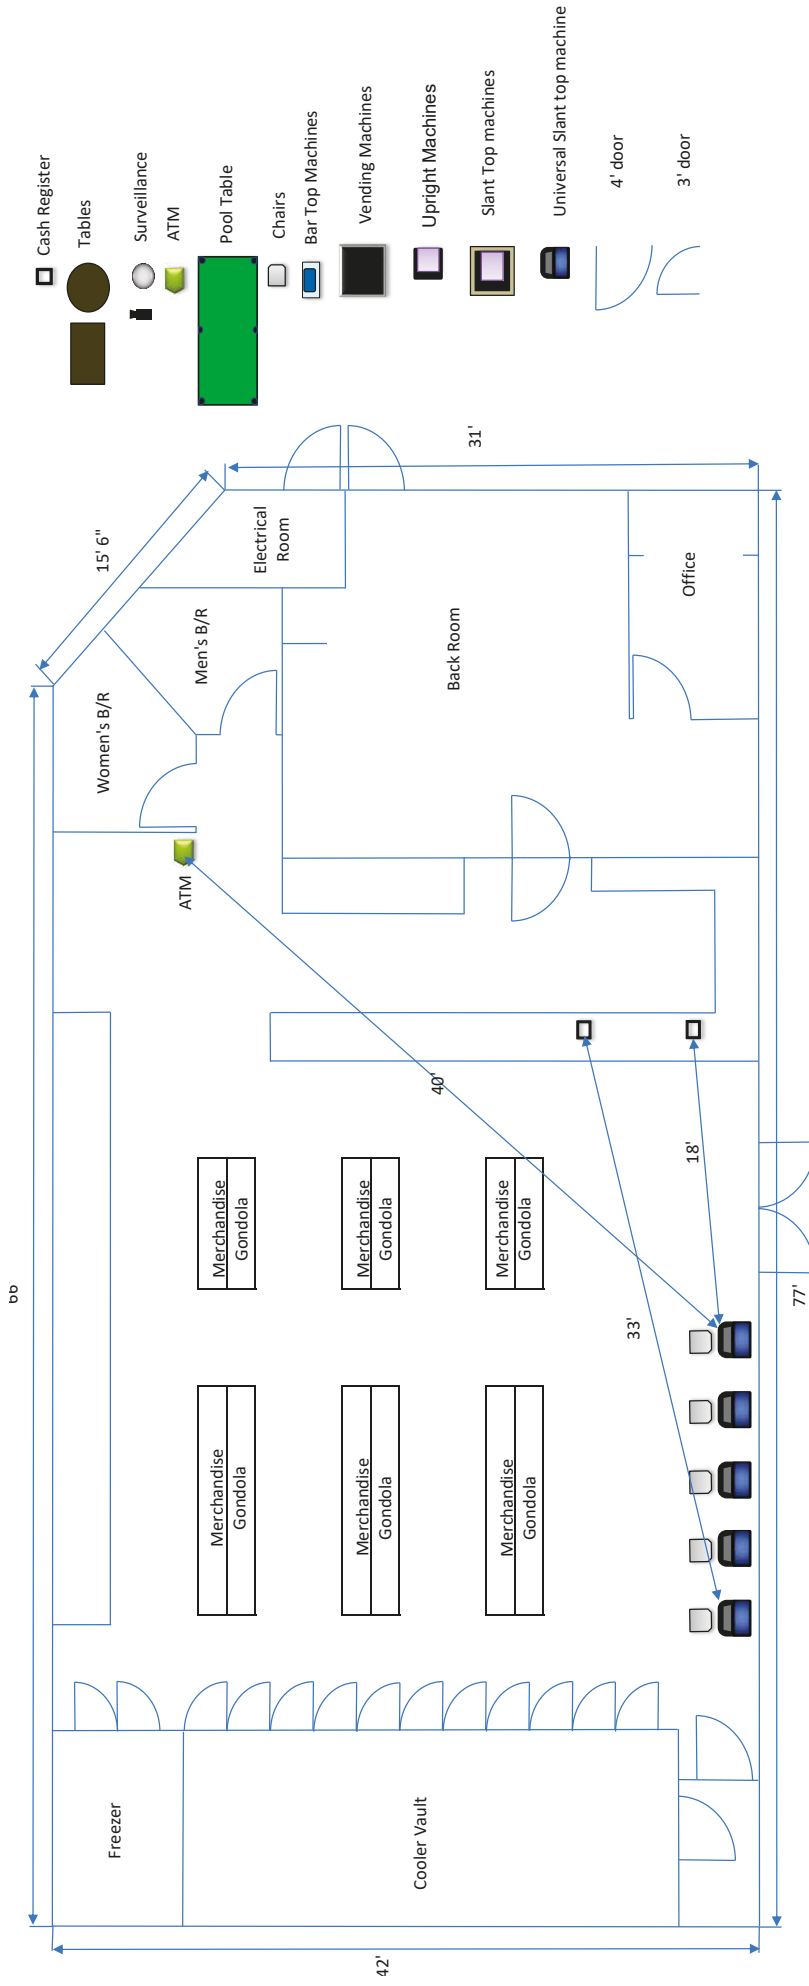 66
42'
Freezer
Cooler Vault
Merchandise
Gondola
Merchandise
Gondola
Merchandise
Gondola
Merchandise
Gondola
Merchandise
Gondola
Merchandise
Gondola
ATM
40'
33'
18'
77'
Women's B/R
Men's B/R
Electrical
Room
Back Room
Office
15' 6"
31'
Cash Register
Tables
Surveillance
ATM
Pool Table
Chairs
Bar Top Machines
Vending Machines
Upright Machines
Slant Top machines
Universal Slant top machine
4' door
3' door